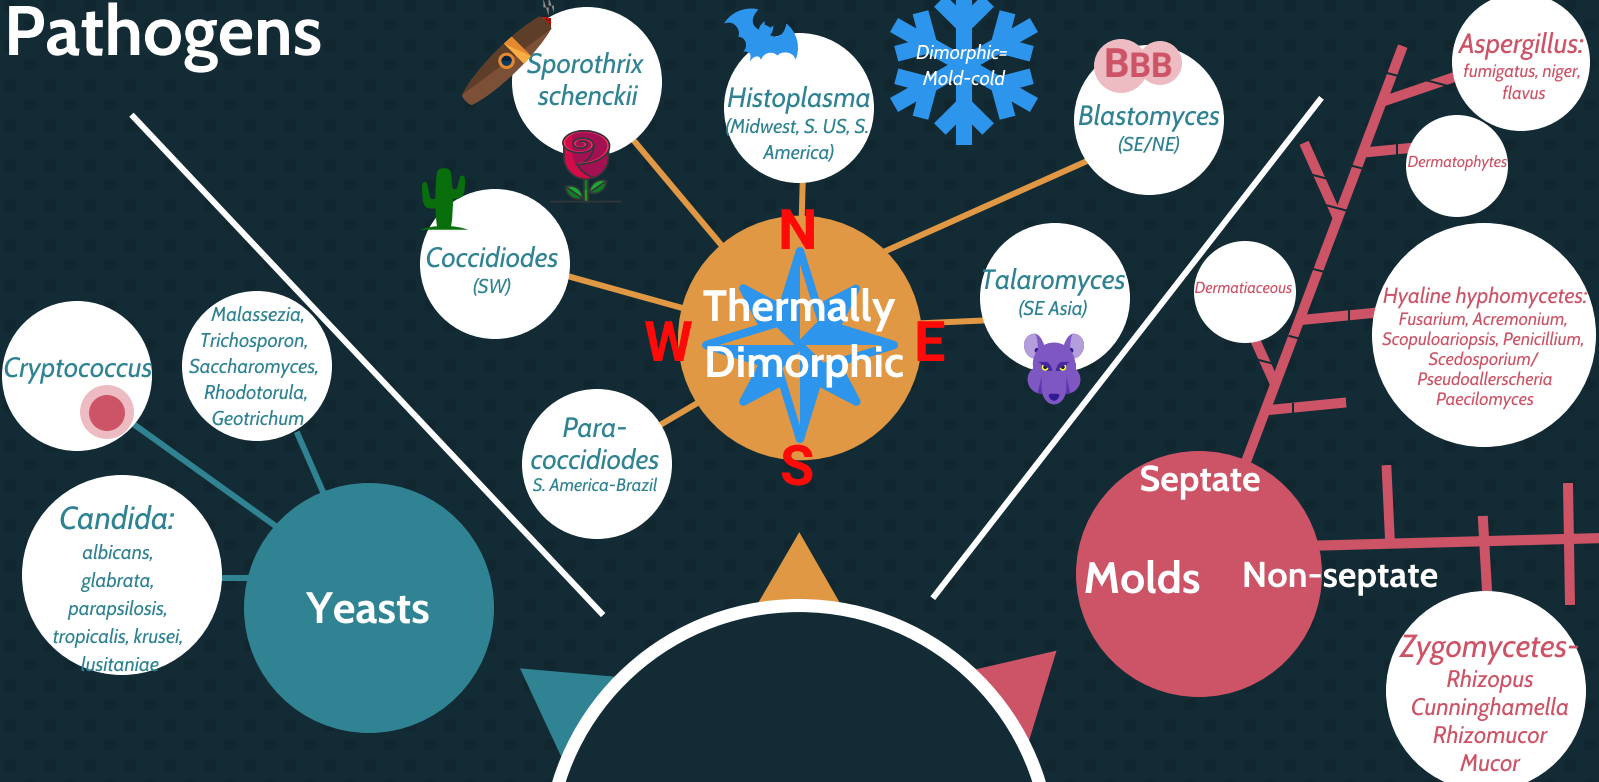 Pathogens
Cryptococcus
Malassezia,
Trichosporon,
Saccharomyces,
Rhodotorula,
Geotrichum
Candida:
albicans,
glabrata,
parapsilosis,
tropicalis, krusei,
lusitaniae
Yeasts
Sporothrix
schenckii
Coccidiodes
(SW)
Para-
coccidiodes
S. America-Brazil
Histoplasma
(Midwest, S. US, S.
America)
Dimorphic=
Mold-cold
BBB
Blastomyces
(SE/NE)
Talaromyces
(SE Asia)
N
W
E
S
Thermally
Dimorphic
Aspergillus:
fumigatus, niger,
flavus
Dermatophytes
Dermatiaceous
Hyaline hyphomycetes:
Fusarium, Acremonium,
Scopuloariopsis, Penicillium,
Scedosporium/
Pseudoallerscheria
Paecilomyces
Septate
Molds
Non-septate
Zygomycetes-
Rhizopus
Cunninghamella
Rhizomucor
Mucor